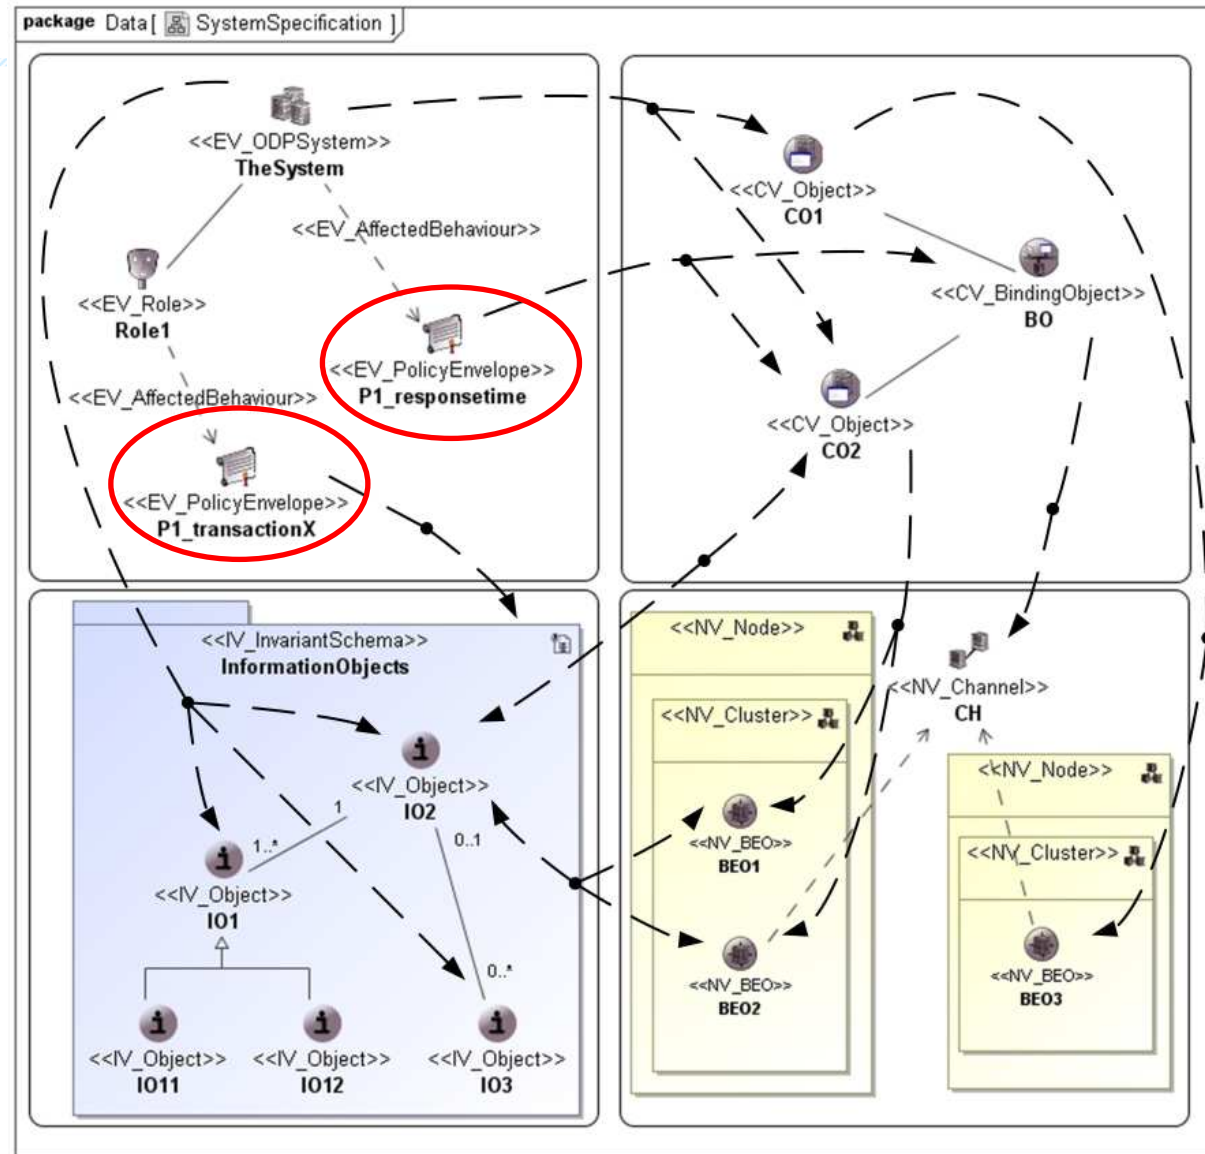 package Data [ SystemSpecification ]
<<EV_ODPSystem>>
TheSystem
<<EV_AffectedBehaviour>>
<<EV_Role>>
Role1
<<EV_PolicyEnvelope>>
P1_responsetime
<<EV_AffectedBehaviour>>
<<EV_PolicyEnvelope>>
P1_transactionX
<<CV_Object>>
CO1
<<CV_BindingObject>>
BO
<<CV_Object>>
CO2
<<IV_InvariantSchema>>
InformationObjects
<<IV_Object>>
IO2
1
0..1
1..*
<<IV_Object>>
IO1
0..*
<<IV_Object>>
IO11
<<IV_Object>>
IO12
<<IV_Object>>
IO3
<<NV_Node>>
<<NV_Cluster>>
<<NV_BEO>>
BEO1
<<NV_BEO>>
BEO2
<<NV_Channel>>
CH
<<NV_Node>>
<<NV_Cluster>>
<<NV_BEO>>
BEO3